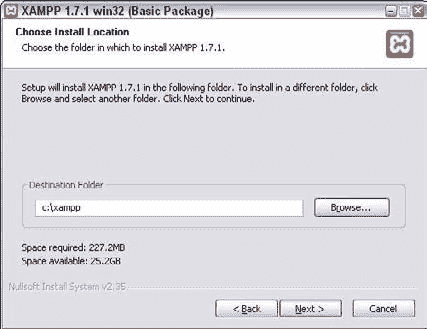 XAMPP 1.7.1 win32 (Basic Package)
Choose Install Location
Choose the folder in which to install XAMPP 1.7.1.
Setup will install XAMPP 1.7.1 in the following folder. To install in a different folder, click
Browse and select another folder. Click Next to continue.
Destination Folder
c:\xampp
Browse...
Space required: 227.2MB
Space available: 25.2GB
Nullsoft Install System v2.35
< Back
Next >
Cancel